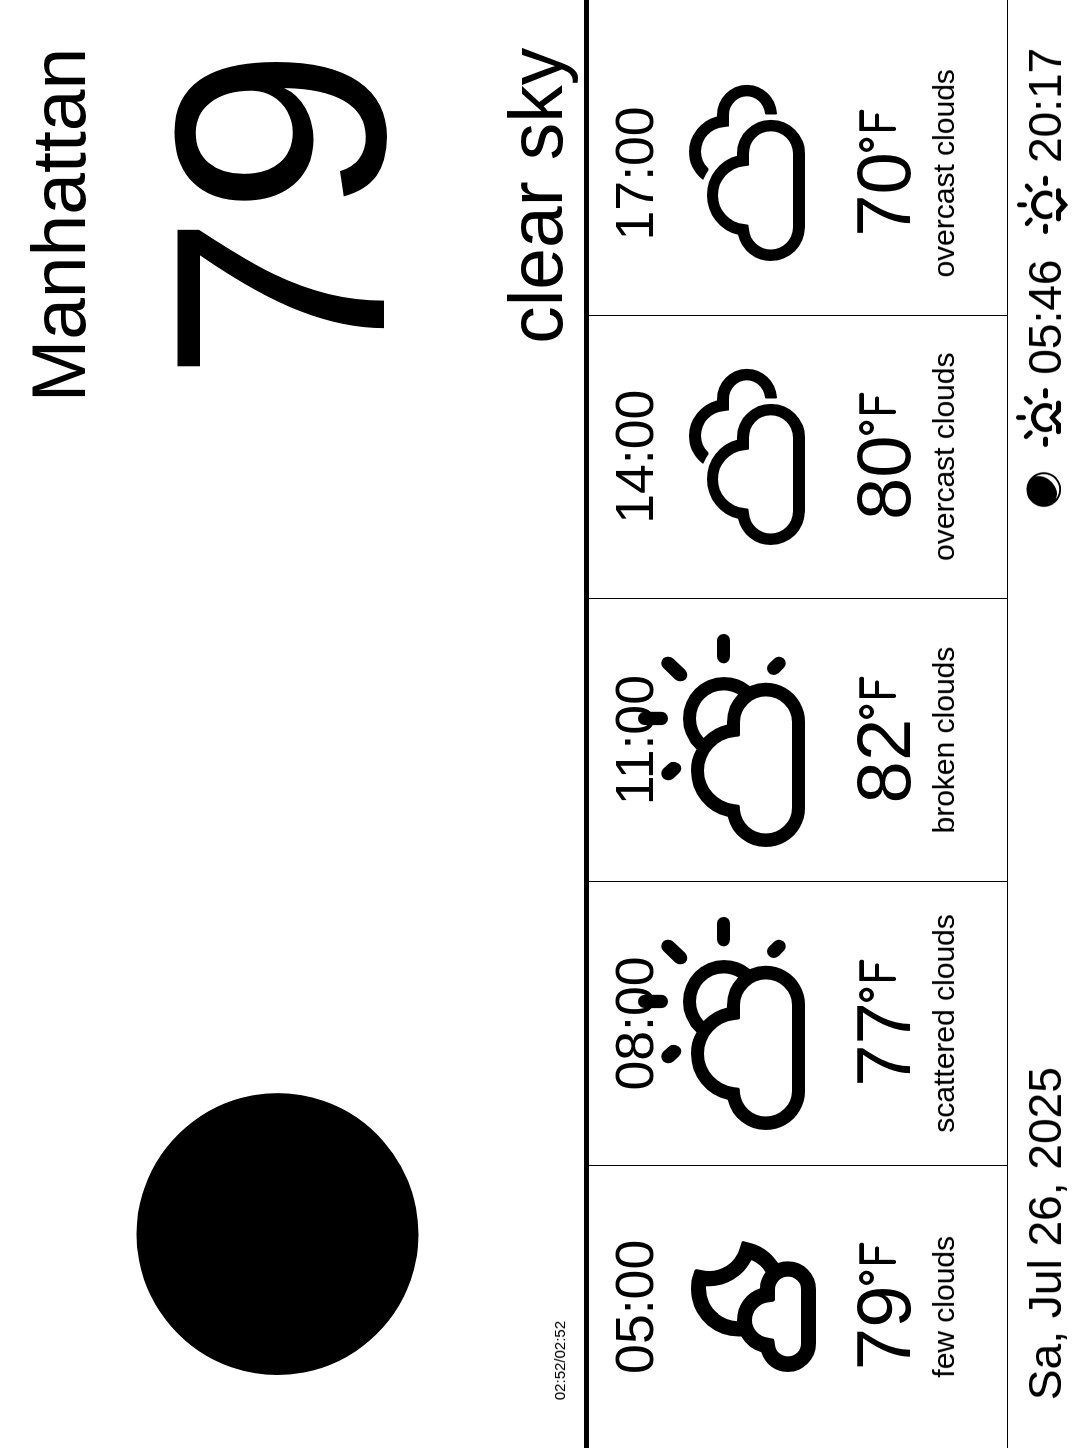 Manhattan
79
clear sky
02:52/02:52
05:00 08:00 11:00 14:00 17:00
79°F 77°F 82°F 80°F 70°F
few clouds scattered clouds broken clouds overcast clouds overcast clouds
Sa, Jul 26, 2025 05:46 20:17